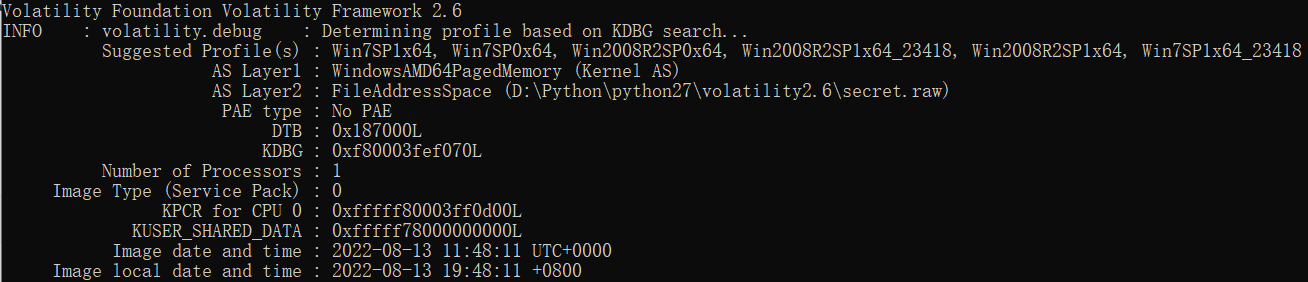 Volatility Foundation Volatility Framework 2.6
INFO    : volatility.debug    : Determining profile based on KDBG search...
Suggested Profile(s) : Win7SP1x64, Win7SP0x64, Win2008R2SP0x64, Win2008R2SP1x64_23418, Win2008R2SP1x64, Win7SP1x64_23418
AS Layer1 : WindowsAMD64PagedMemory (Kernel AS)
AS Layer2 : FileAddressSpace (D:\Python\python27\volatility2.6\secret.raw)
PAE type : No PAE
DTB : 0x187000L
KDBG : 0xf80003fef070L
Number of Processors : 1
Image Type (Service Pack) : 0
KPCR for CPU 0 : 0xfffff80003ff0d00L
KUSER_SHARED_DATA : 0xfffff78000000000L
Image date and time : 2022-08-13 11:48:11 UTC+0000
Image local date and time : 2022-08-13 19:48:11 +0800